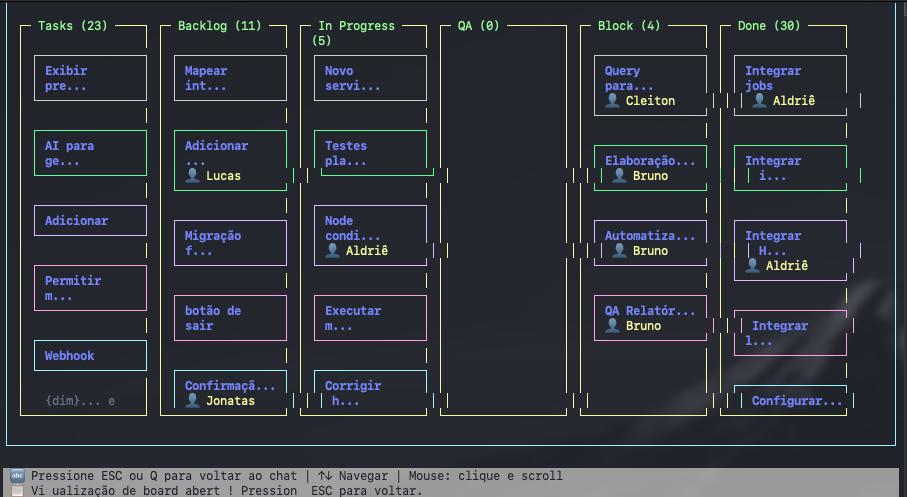 Tasks (23)
Exibir
pre...
AI para
ge...
Adicionar
Permitir
m...
Webhook
{dim}... e
Backlog (11)
Mapear
int...
Adicionar
...
Lucas
Migração
f...
botão de
sair
Confirmaçã...
Jonatas
In Progress
(5)
Novo
servi...
Testes
pla...
Node
condi...
Aldriê
Executar
m...
Corrigir
h...
QA (0)
Block (4)
Query
para...
Cleiton
Elaboração...
Bruno
Automatiza...
Bruno
QA Relatór...
Bruno
Done (30)
Integrar
jobs
Aldriê
Integrar
i...
Integrar
H...
Aldriê
Integrar
l...
Configurar...
abc Pressione ESC ou Q para voltar ao chat | ↑↓ Navegar | Mouse: clique e scroll
Vi ualização de board abert ! Pression  ESC para voltar.